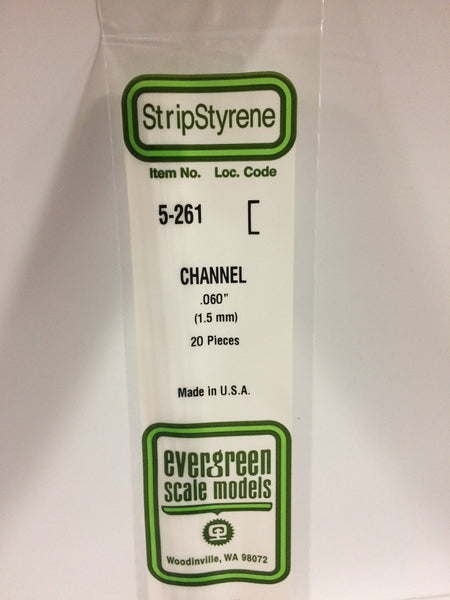 StripStyrene
Item No. Loc. Code
5-261
CHANNEL
.060"
(1.5 mm)
20 Pieces
Made in U.S.A.
evergreen
scale models
Woodinville, WA 98072